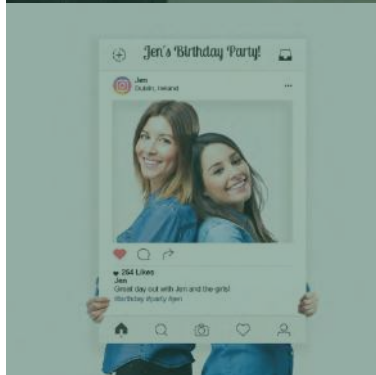 Jen's Birthday Party!
Jen
Dublin, Ireland
264 Likes
Jen
Great day out with Jen and the girls!
#birthday #party #jen